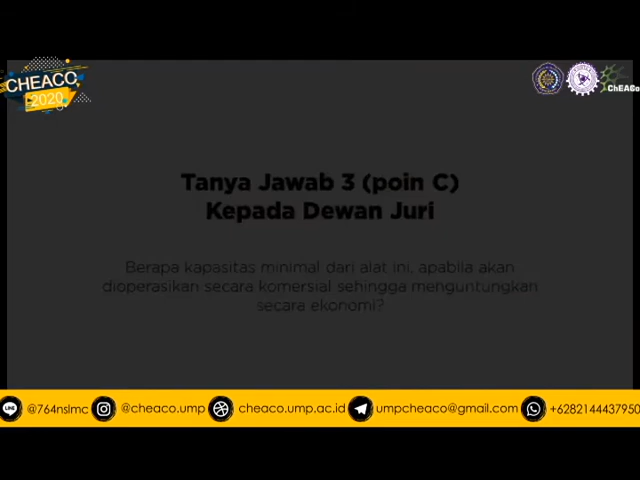 CHEACO
2020
ChEACo
Tanya Jawab 3 (poin C)
Kepada Dewan Juri
Berapa kapasitas minimal dari alat ini, apabila akan
dioperasikan secara komersial sehingga menguntungkan
secara ekonomi?
@764nslmc
@cheaco.ump
cheaco.ump.ac.id
umpcheaco@gmail.com
+6282144437950